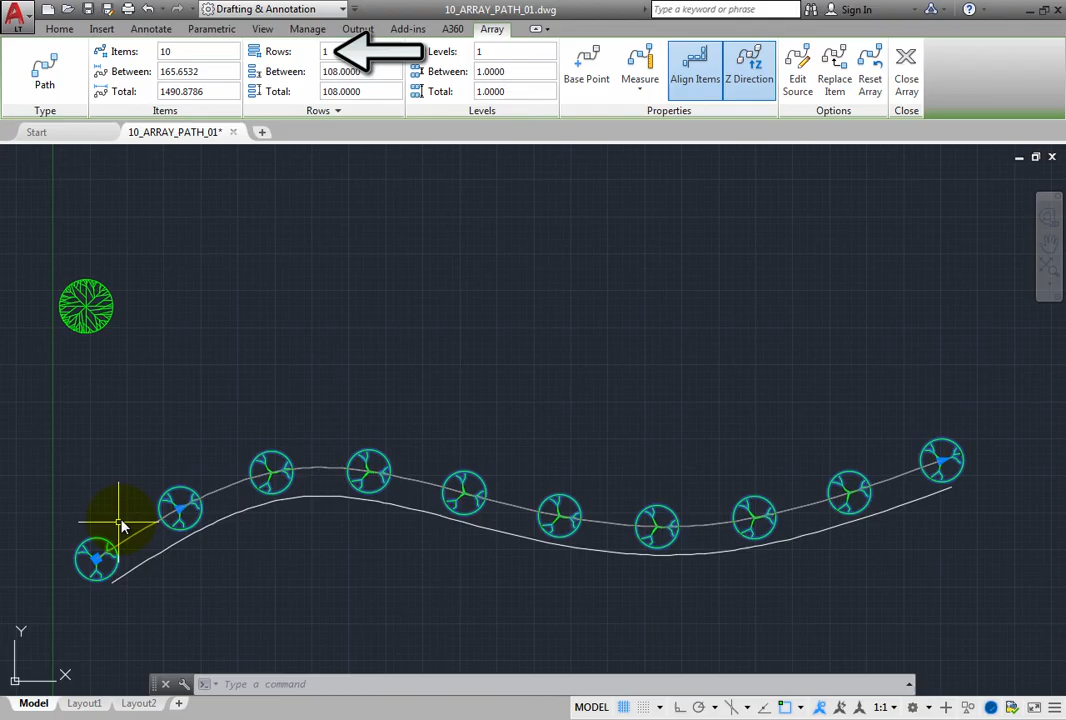 Drafting & Annotation
10_ARRAY_PATH_01.dwg
Type a keyword or phrase
Sign In
LT
Home Insert Annotate Parametric View Manage Output Add-ins A360 Array
Path
Type
Items: 10
Between: 165.6532
Total: 1490.8786
Items
Rows: 1
Between: 108.0000
Total: 108.0000
Rows
Levels: 1
Between: 1.0000
Total: 1.0000
Levels
Base Point
Measure
Align Items
Z Direction
Properties
Edit Source
Replace Item
Reset Array
Options
Close Array
Close
Start
10_ARRAY_PATH_01*
Y
X
Type a command
Model Layout1 Layout2
MODEL
1:1